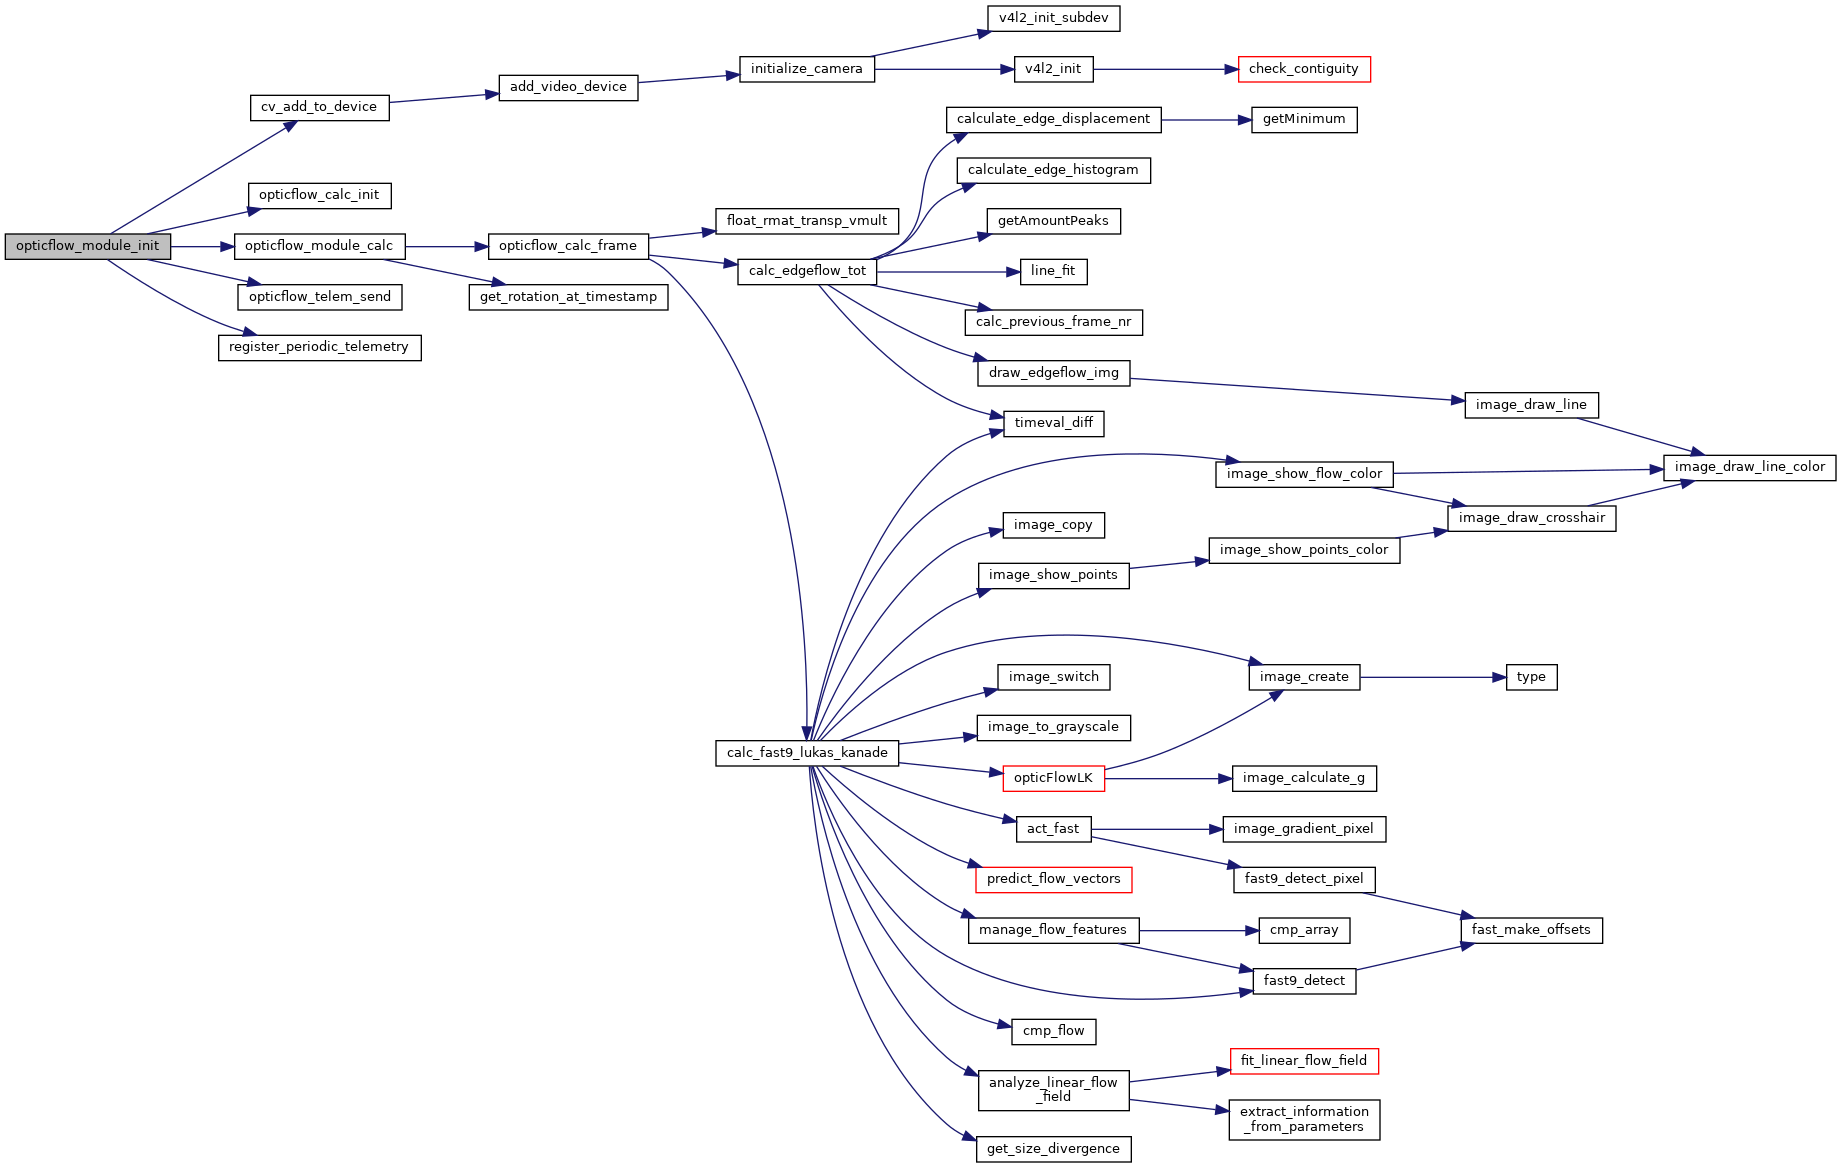 v4l2_init_subdev
initialize_camera
v4l2_init
check_contiguity
add_video_device
cv_add_to_device
calculate_edge_displacement
getMinimum
calculate_edge_histogram
opticflow_calc_init
float_rmat_transp_vmult
getAmountPeaks
opticflow_module_init
opticflow_module_calc
opticflow_calc_frame
calc_edgeflow_tot
line_fit
opticflow_telem_send
get_rotation_at_timestamp
calc_previous_frame_nr
register_periodic_telemetry
draw_edgeflow_img
image_draw_line
timeval_diff
image_show_flow_color
image_draw_line_color
image_copy
image_draw_crosshair
image_show_points_color
image_show_points
image_switch
image_create
type
image_to_grayscale
calc_fast9_lukas_kanade
opticFlowLK
image_calculate_g
act_fast
image_gradient_pixel
predict_flow_vectors
fast9_detect_pixel
manage_flow_features
cmp_array
fast_make_offsets
fast9_detect
cmp_flow
fit_linear_flow_field
analyze_linear_flow
_field
extract_information
_from_parameters
get_size_divergence